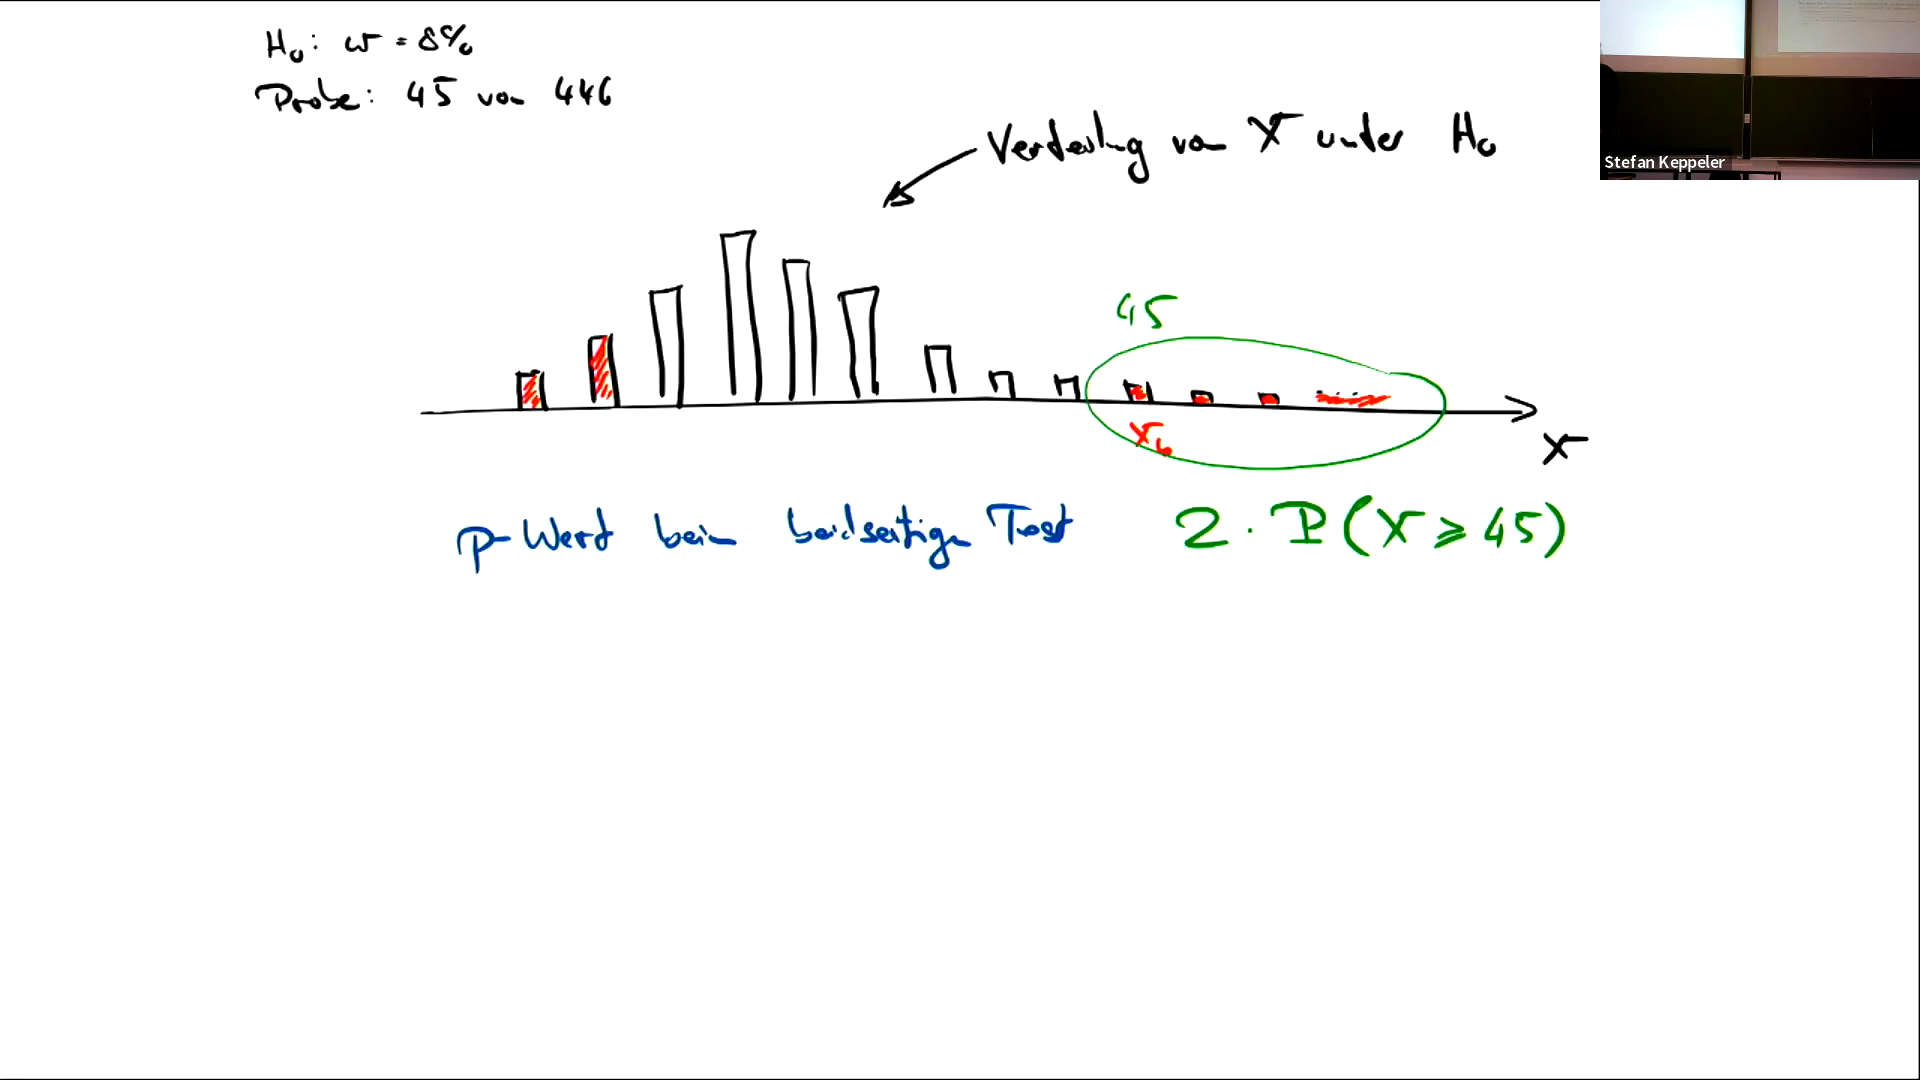 H₀: w = 8%
Probe: 45 von 446
Verteilung von X unter H₀
Stefan Keppeler
45
x₆
X
p-Wert beim beidseitigen Test
2 · P(X ⩾ 45)